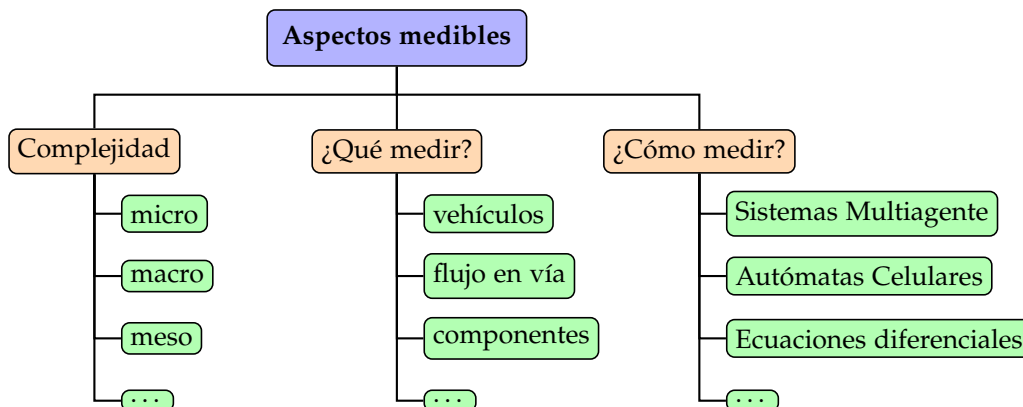 Aspectos medibles
Complejidad
micro
macro
meso
...
¿Qué medir?
vehículos
flujo en vía
componentes
...
¿Cómo medir?
Sistemas Multiagente
Autómatas Celulares
Ecuaciones diferenciales
...